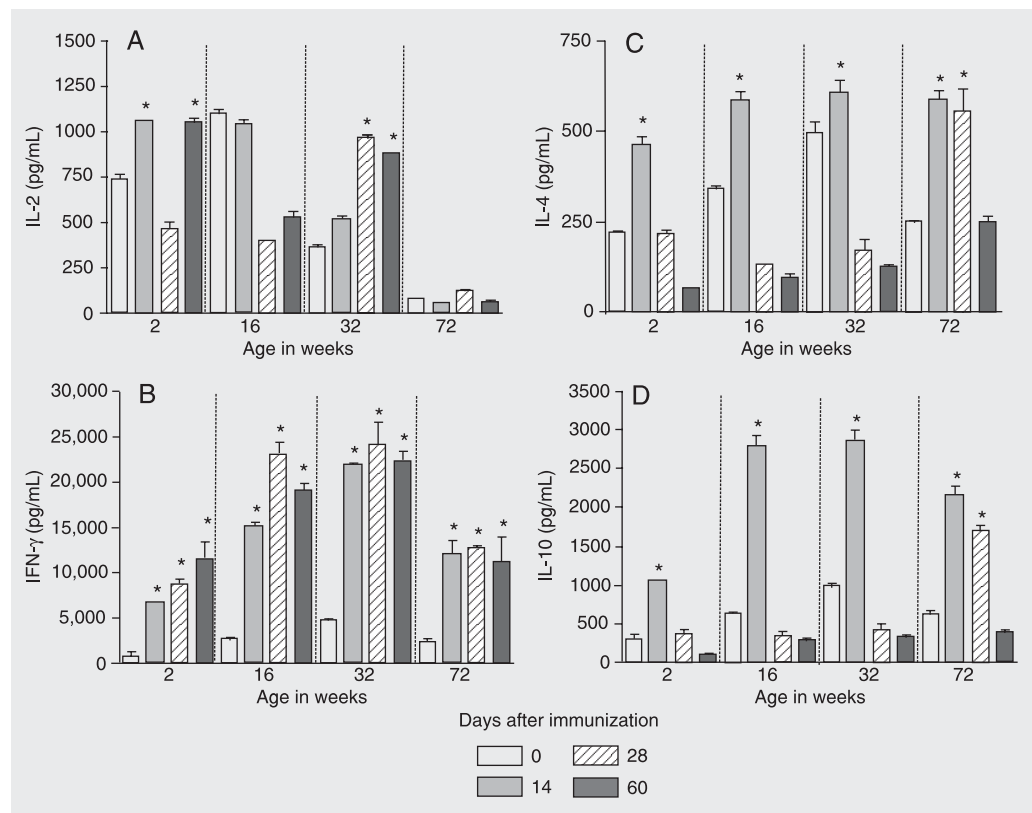 A
1500
1250
1000
750
500
250
0
IL-2 (pg/mL)
* * * *
2 16 32 72
Age in weeks
C
750
500
250
0
IL-4 (pg/mL)
* * * * *
2 16 32 72
Age in weeks
B
30,000
25,000
20,000
15,000
10,000
5,000
0
IFN-γ (pg/mL)
* * * * * * * * * * * *
2 16 32 72
Age in weeks
D
3500
3000
2500
2000
1500
1000
500
0
IL-10 (pg/mL)
* * * * *
2 16 32 72
Age in weeks
Days after immunization
0 28
14 60